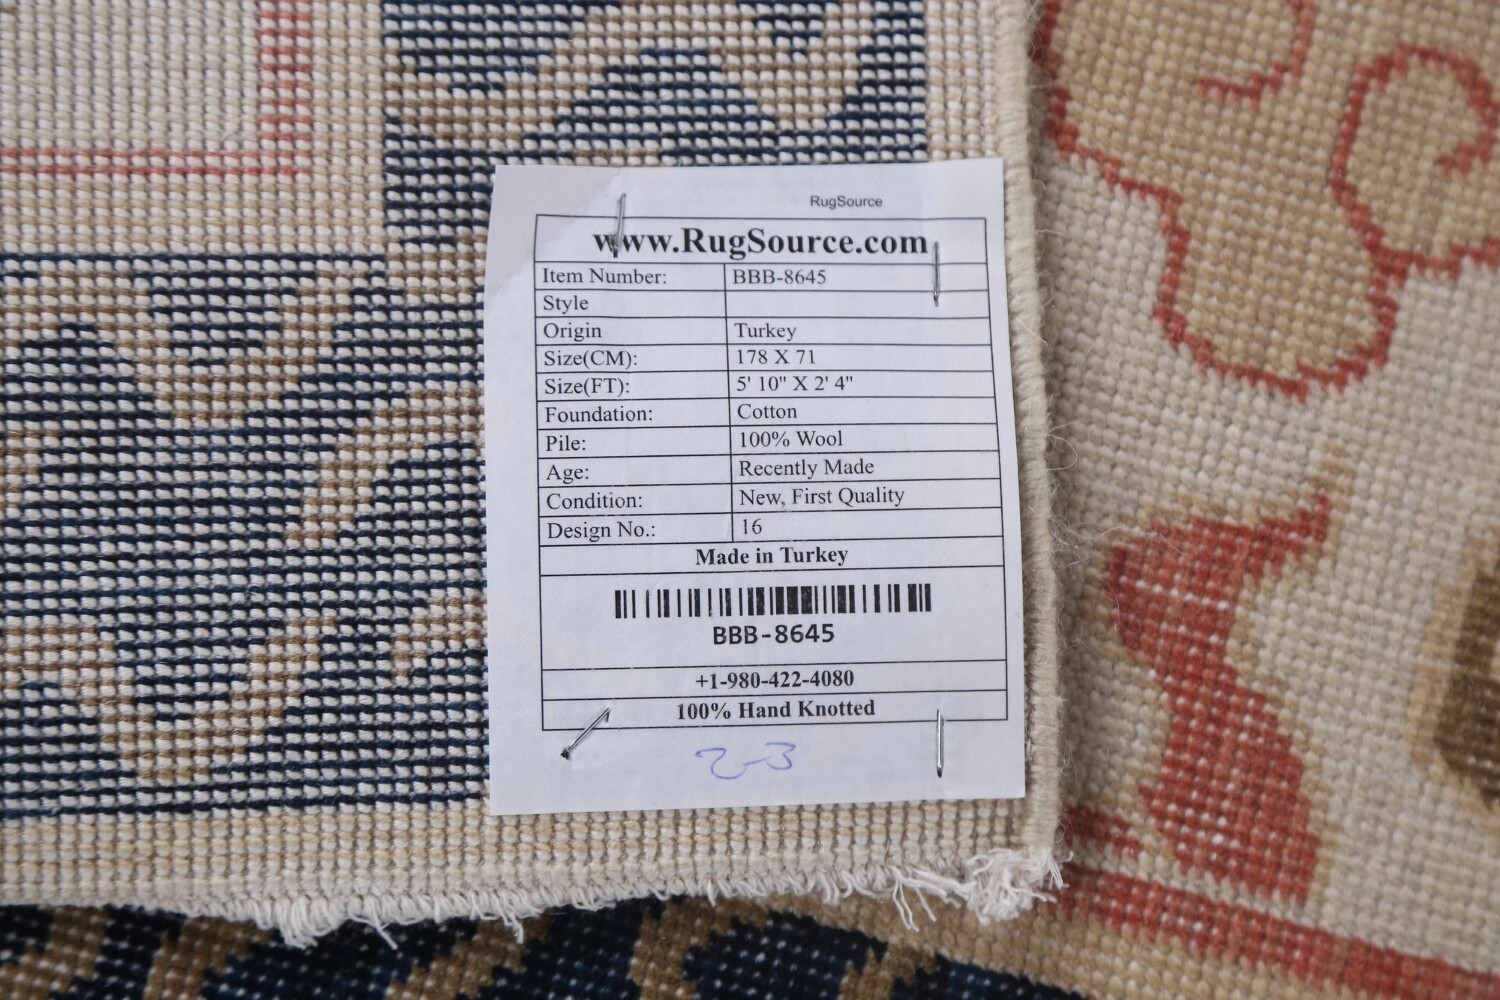 RugSource
www.RugSource.com
Item Number: BBB-8645
Style
Origin Turkey
Size(CM): 178 X 71
Size(FT): 5' 10" X 2' 4"
Foundation: Cotton
Pile: 100% Wool
Age: Recently Made
Condition: New, First Quality
Design No.: 16
Made in Turkey
BBB-8645
+1-980-422-4080
100% Hand Knotted
2-3